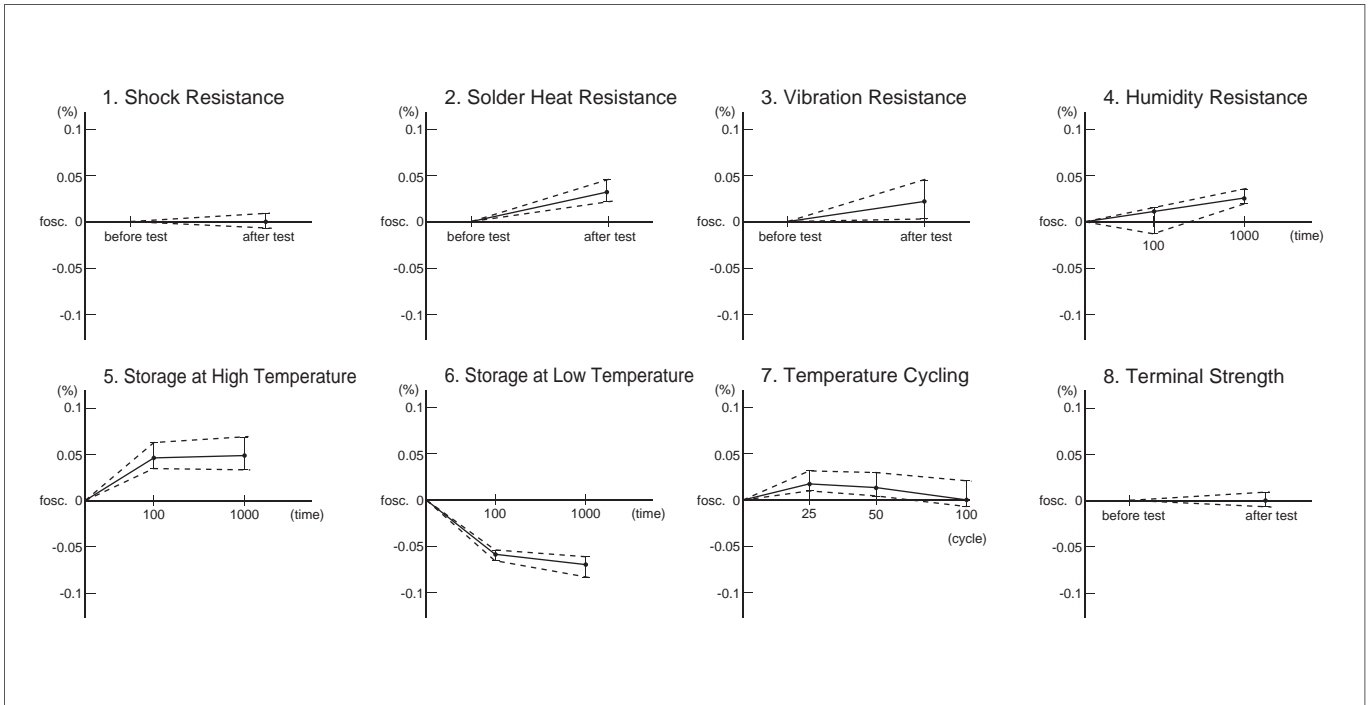 1. Shock Resistance
(%)
0.1
0.05
fosc. 0
before test after test
-0.05
-0.1
2. Solder Heat Resistance
(%)
0.1
0.05
fosc. 0
before test after test
-0.05
-0.1
3. Vibration Resistance
(%)
0.1
0.05
fosc. 0
before test after test
-0.05
-0.1
4. Humidity Resistance
(%)
0.1
0.05
fosc. 0
100 1000 (time)
-0.05
-0.1
5. Storage at High Temperature
(%)
0.1
0.05
fosc. 0
100 1000 (time)
-0.05
-0.1
6. Storage at Low Temperature
(%)
0.1
0.05
fosc. 0
100 1000 (time)
-0.05
-0.1
7. Temperature Cycling
(%)
0.1
0.05
fosc. 0
25 50 100
(cycle)
-0.05
-0.1
8. Terminal Strength
(%)
0.1
0.05
fosc. 0
before test after test
-0.05
-0.1